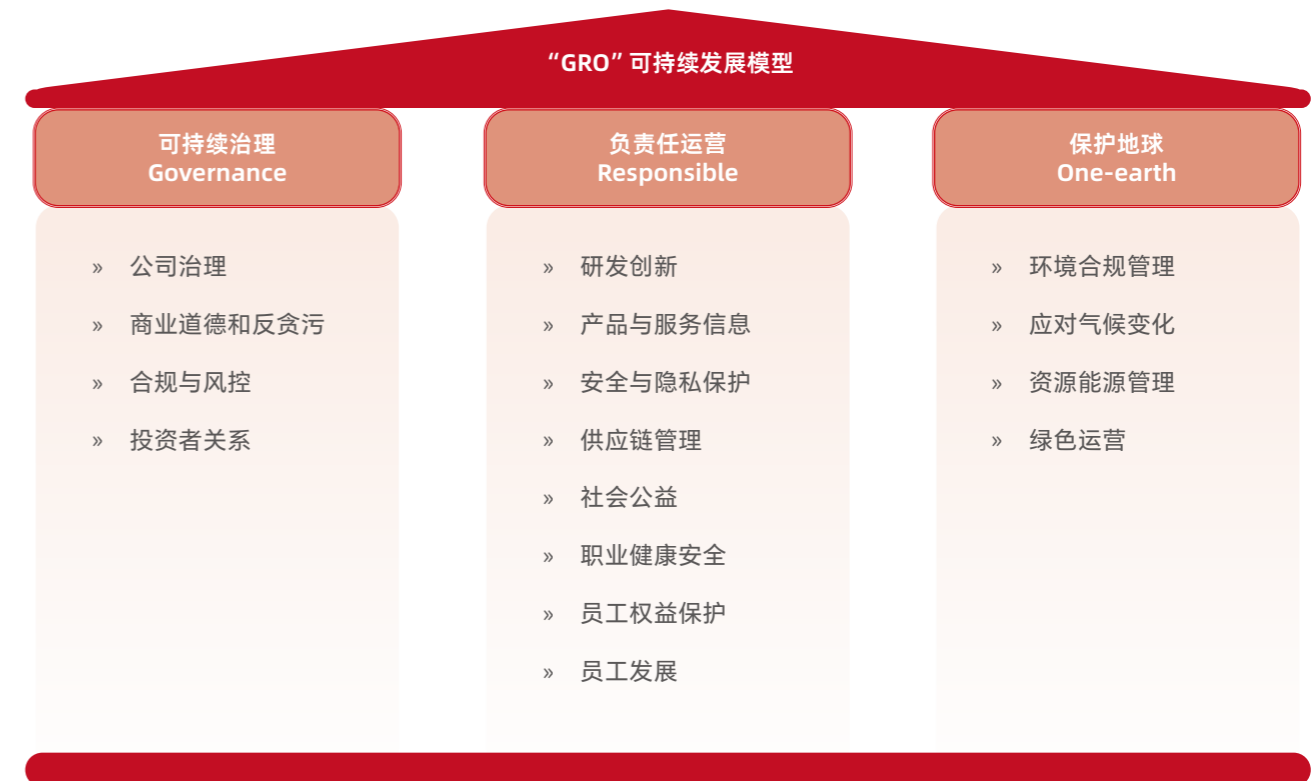 “GRO”可持续发展模型
可持续治理
Governance
» 公司治理
» 商业道德和反贪污
» 合规与风控
» 投资者关系
负责任运营
Responsible
» 研发创新
» 产品与服务信息
» 安全与隐私保护
» 供应链管理
» 社会公益
» 职业健康安全
» 员工权益保护
» 员工发展
保护地球
One-earth
» 环境合规管理
» 应对气候变化
» 资源能源管理
» 绿色运营